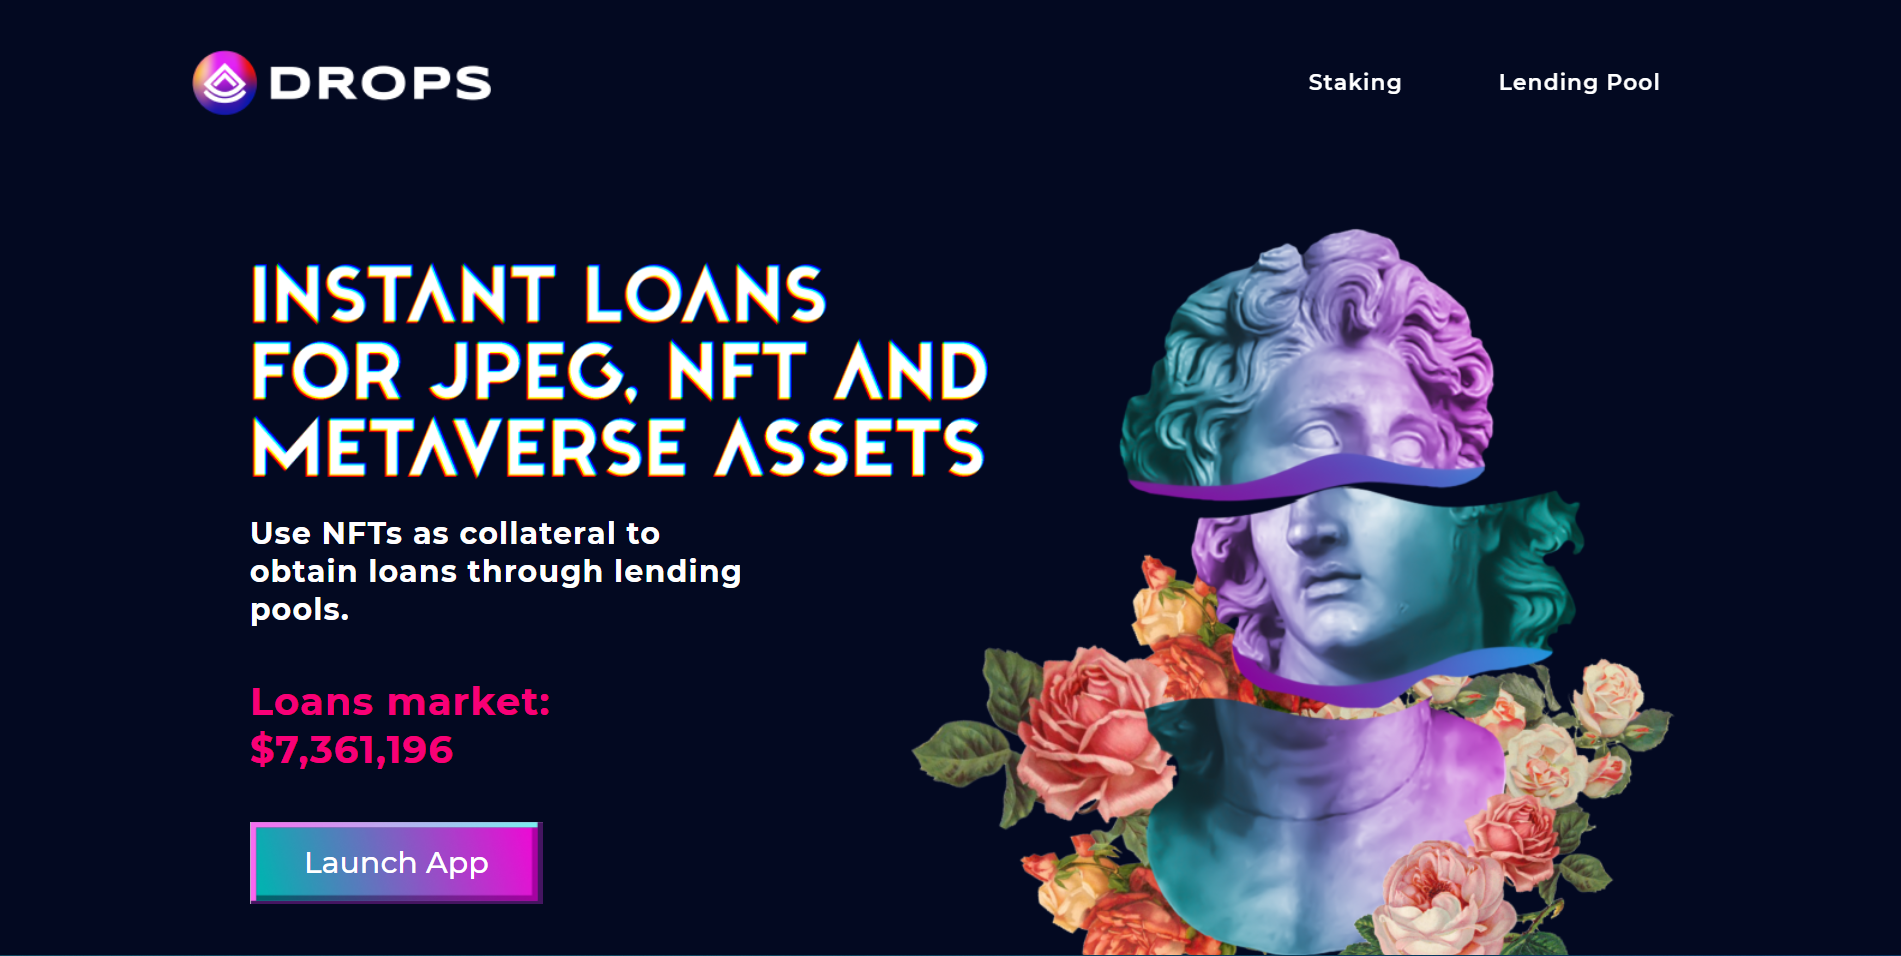 DROPS
Staking
Lending Pool
INSTANT LOANS
FOR JPEG, NFT AND
METAVERSE ASSETS
Use NFTs as collateral to
obtain loans through lending
pools.
Loans market:
$7,361,196
Launch App